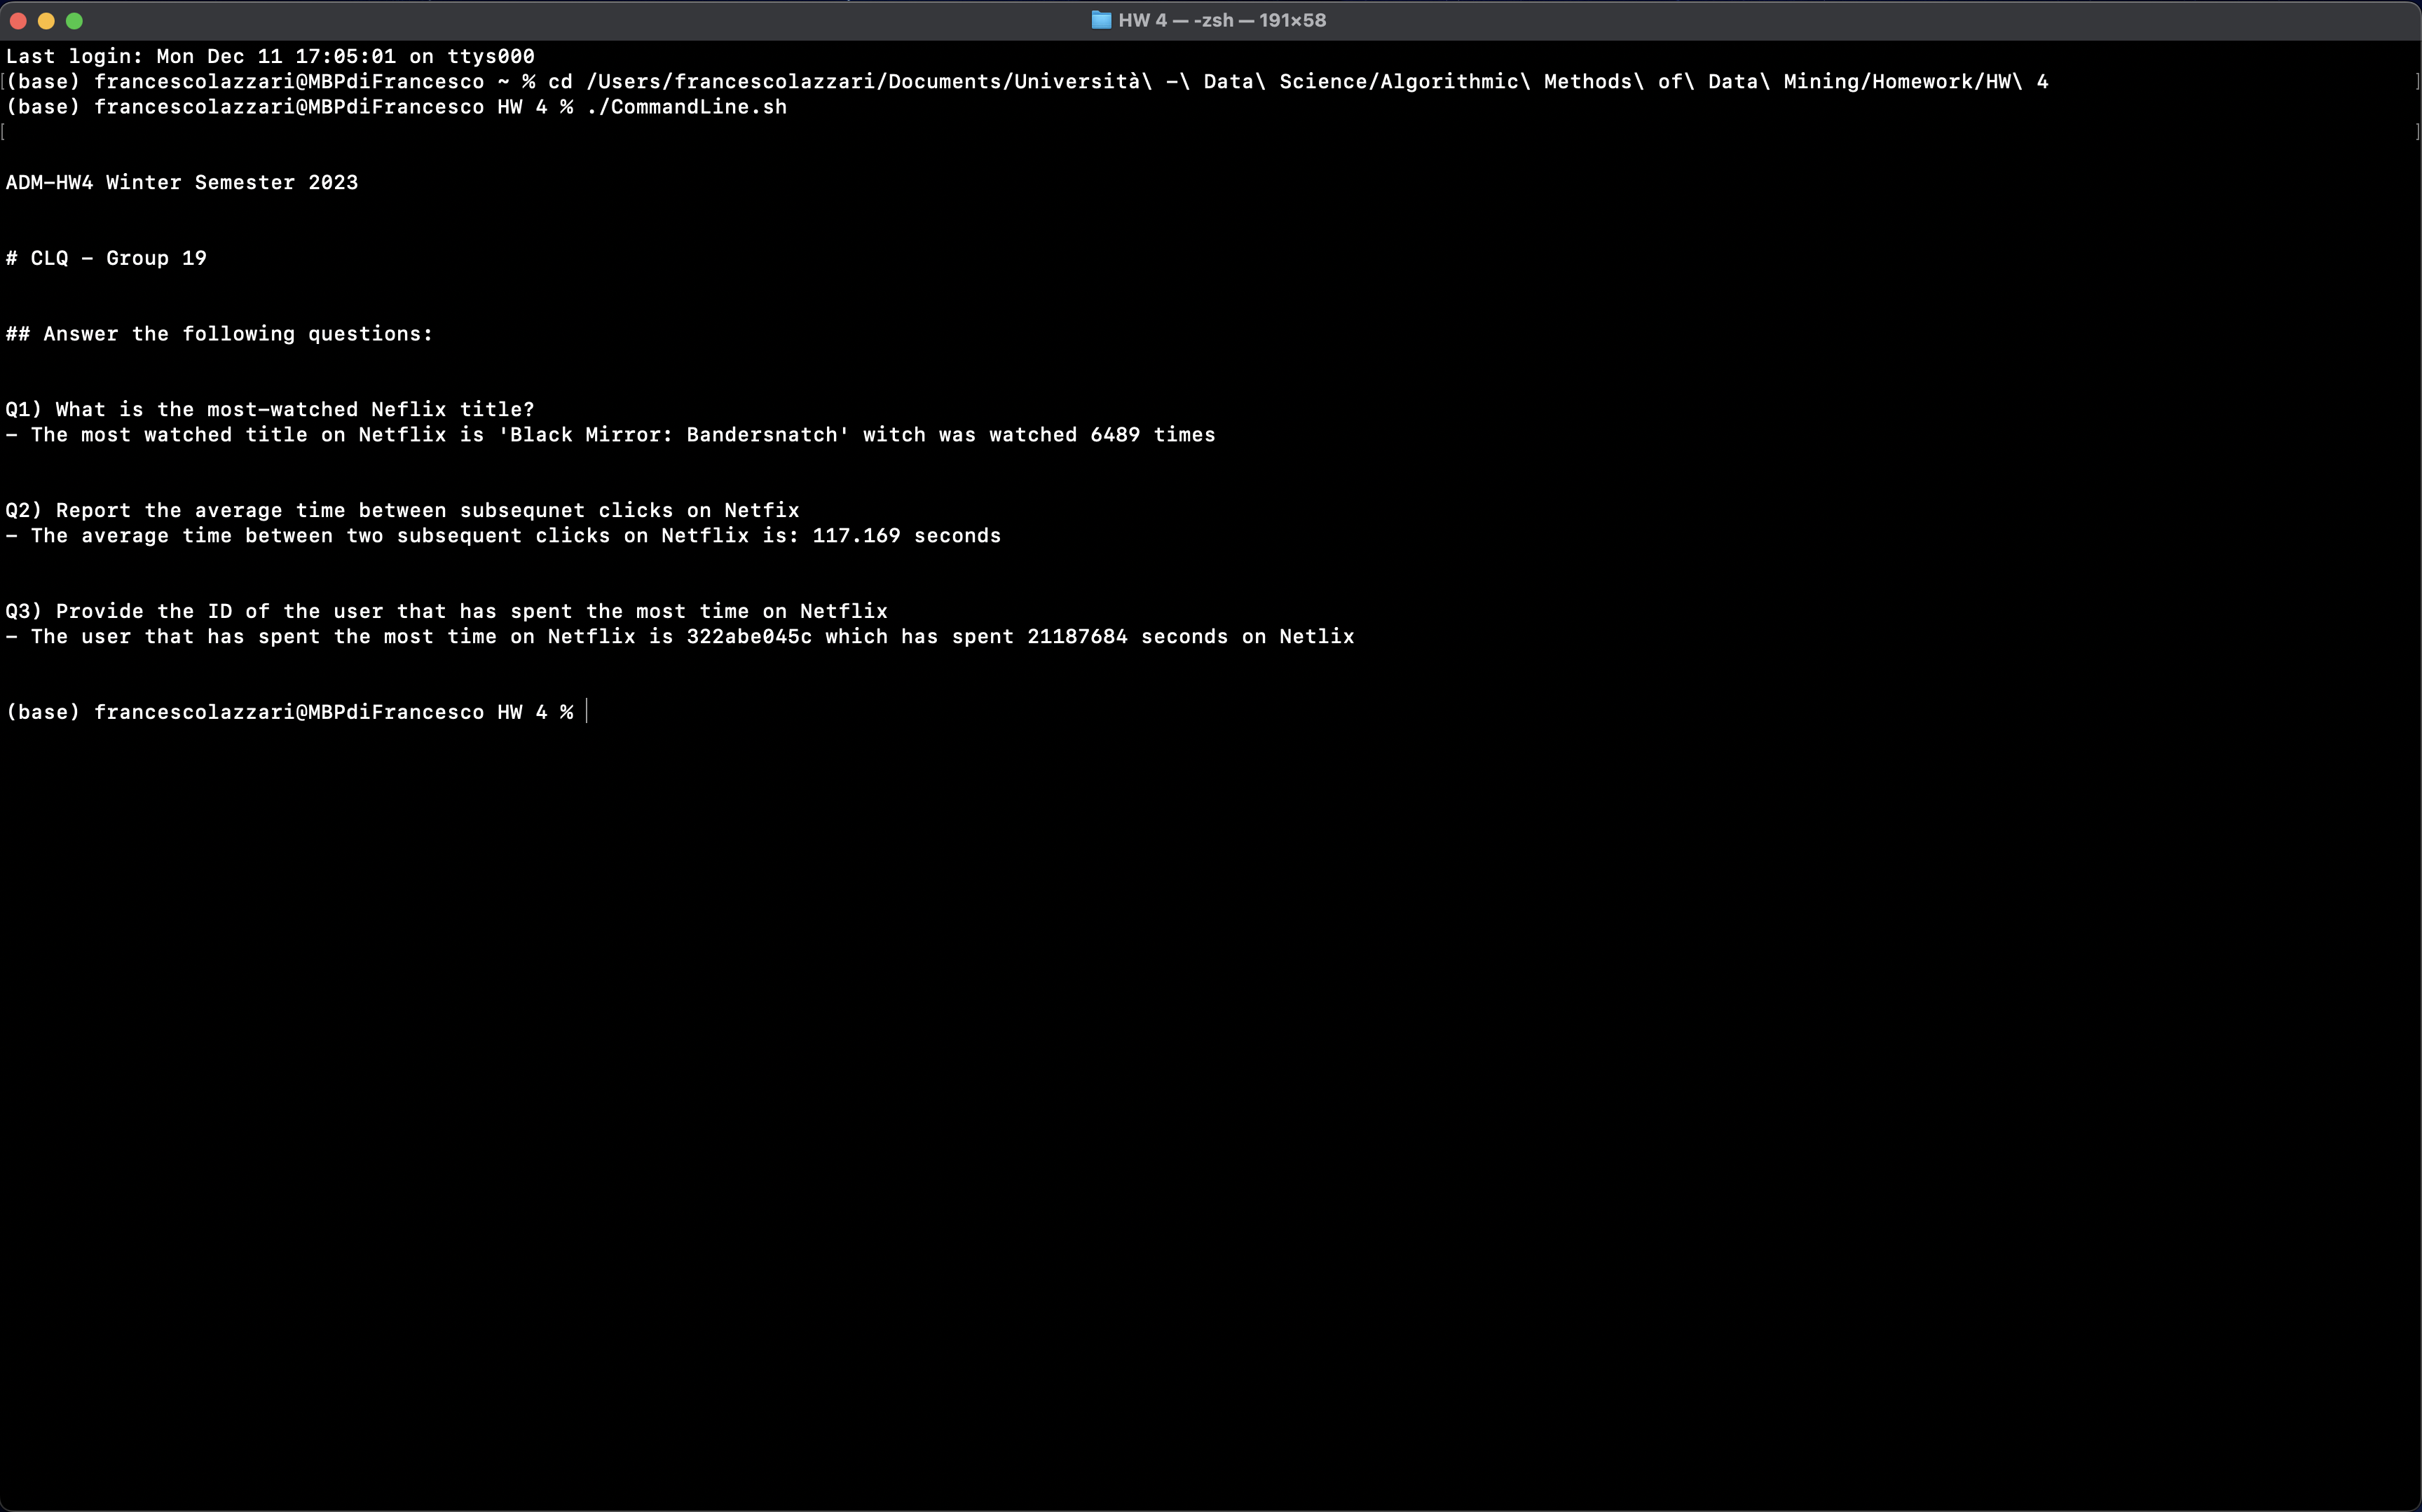 HW 4 — -zsh — 191×58
Last login: Mon Dec 11 17:05:01 on ttys000
[(base) francescolazzari@MBPdiFrancesco ~ % cd /Users/francescolazzari/Documents/Università\ -\ Data\ Science/Algorithmic\ Methods\ of\ Data\ Mining/Homework/HW\ 4 ]
(base) francescolazzari@MBPdiFrancesco HW 4 % ./CommandLine.sh
[ ]
ADM-HW4 Winter Semester 2023
# CLQ - Group 19
## Answer the following questions:
Q1) What is the most-watched Neflix title?
- The most watched title on Netflix is 'Black Mirror: Bandersnatch' witch was watched 6489 times
Q2) Report the average time between subsequnet clicks on Netfix
- The average time between two subsequent clicks on Netflix is: 117.169 seconds
Q3) Provide the ID of the user that has spent the most time on Netflix
- The user that has spent the most time on Netflix is 322abe045c which has spent 21187684 seconds on Netlix
(base) francescolazzari@MBPdiFrancesco HW 4 %